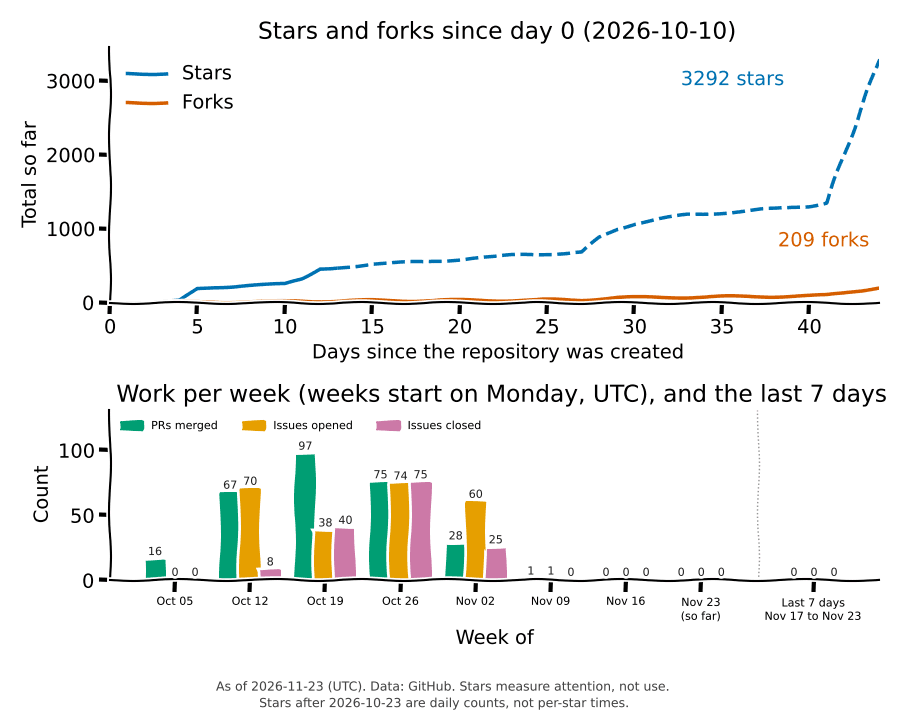 Stars and forks since day 0 (2026-10-10)
Stars
Forks
3292 stars
209 forks
Total so far
3000
2000
1000
0
0 5 10 15 20 25 30 35 40
Days since the repository was created
Work per week (weeks start on Monday, UTC), and the last 7 days
PRs merged Issues opened Issues closed
Count
100
50
0
16 0 0
67 70 8
97 38 40
75 74 75
28 60 25
1 1 0
0 0 0
0 0 0
0 0 0
Oct 05 Oct 12 Oct 19 Oct 26 Nov 02 Nov 09 Nov 16 Nov 23 Last 7 days
(so far) Nov 17 to Nov 23
Week of
As of 2026-11-23 (UTC). Data: GitHub. Stars measure attention, not use.
Stars after 2026-10-23 are daily counts, not per-star times.